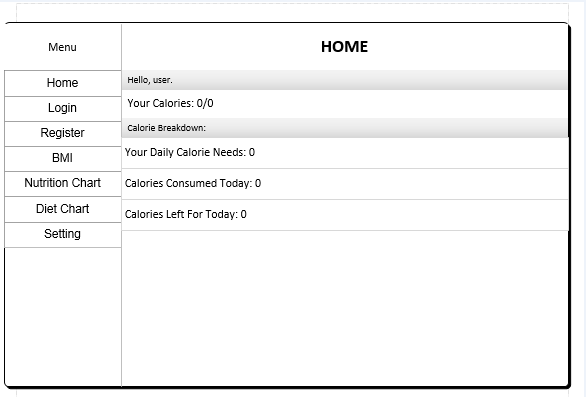 Menu
HOME
Home
Login
Register
BMI
Nutrition Chart
Diet Chart
Setting
Hello, user.
Your Calories: 0/0
Calorie Breakdown:
Your Daily Calorie Needs: 0
Calories Consumed Today: 0
Calories Left For Today: 0